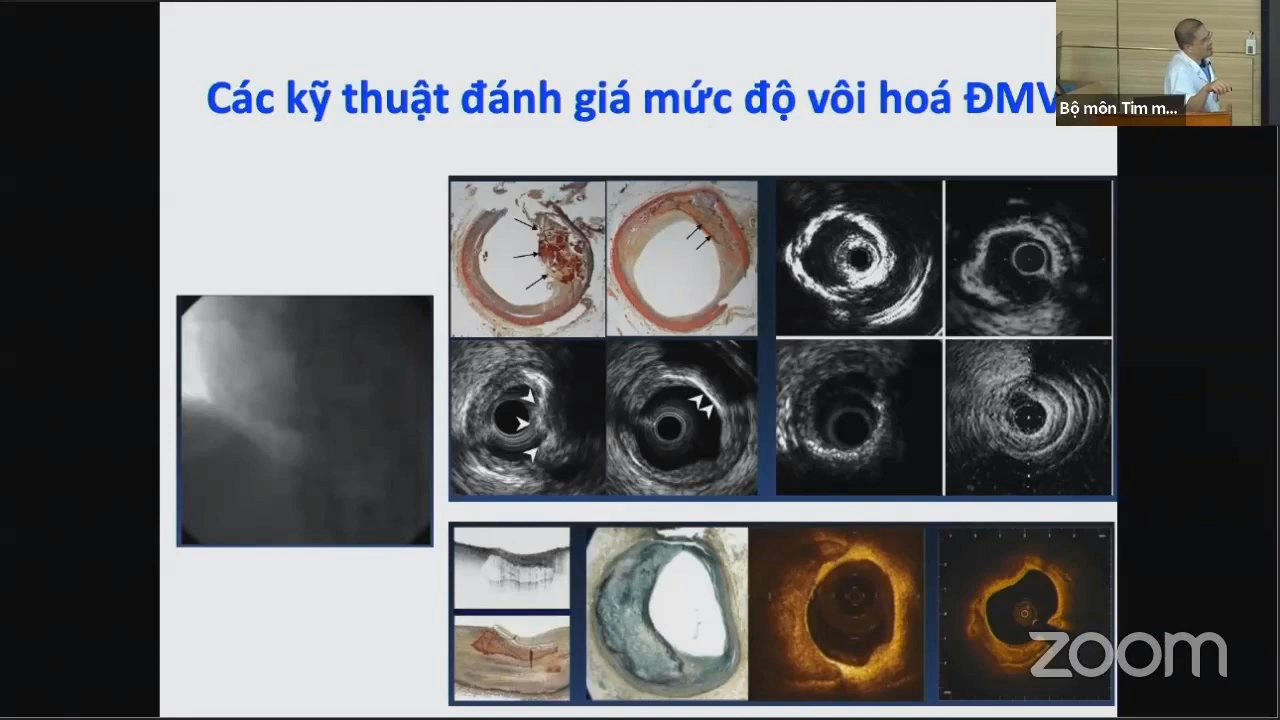 Các kỹ thuật đánh giá mức độ vôi hoá ĐMV
Bộ môn Tim m...
zoom